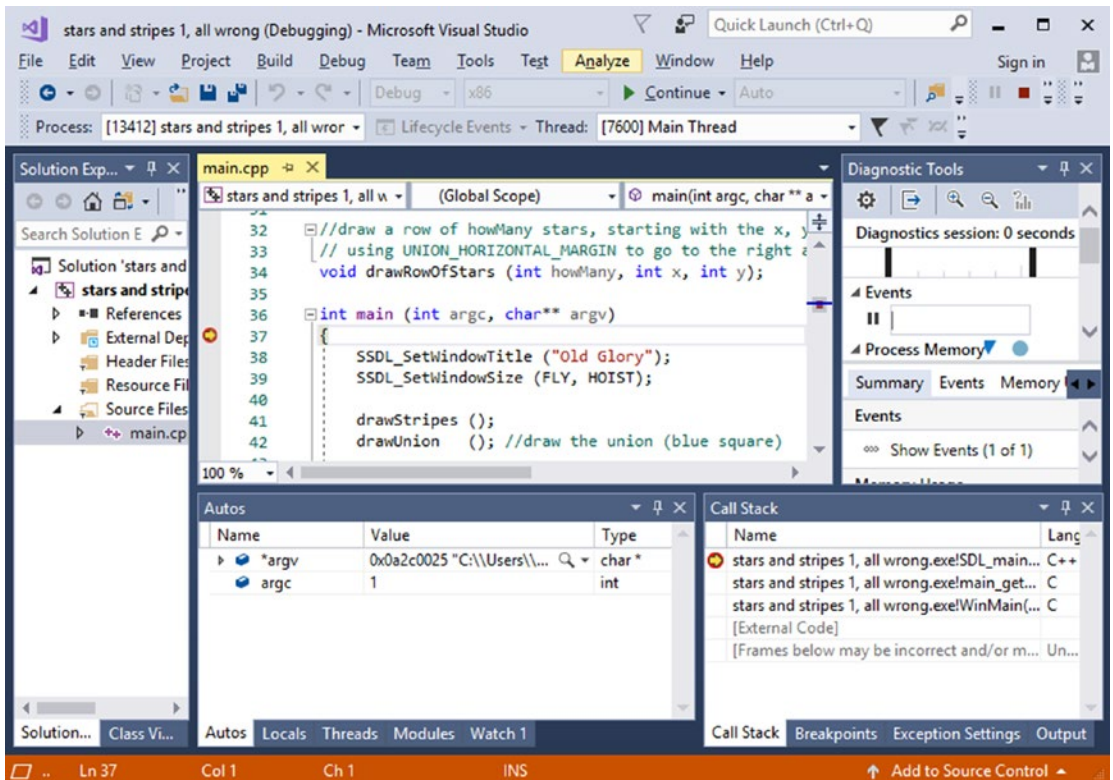 stars and stripes 1, all wrong (Debugging) - Microsoft Visual Studio
Quick Launch (Ctrl+Q)
File Edit View Project Build Debug Team Tools Test Analyze Window Help Sign in
Debug x86 Continue Auto
Process: [13412] stars and stripes 1, all wror Lifecycle Events Thread: [7600] Main Thread
Solution Exp...
Search Solution E
Solution 'stars and
stars and stripe
References
External Dep
Header Files
Resource Fil
Source Files
main.cp
Solution... Class Vi...
main.cpp
stars and stripes 1, all w (Global Scope) main(int argc, char ** a
32 //draw a row of howMany stars, starting with the x, y
33 // using UNION_HORIZONTAL_MARGIN to go to the right a
34 void drawRowOfStars (int howMany, int x, int y);
35
36 int main (int argc, char** argv)
37 {
38 SSDL_SetWindowTitle ("Old Glory");
39 SSDL_SetWindowSize (FLY, HOIST);
40
41 drawStripes ();
42 drawUnion (); //draw the union (blue square)
100 %
Diagnostic Tools
Diagnostics session: 0 seconds
Events
Process Memory
Summary Events Memory
Events
Show Events (1 of 1)
Autos
Name Value Type
*argv 0x0a2c0025 "C:\\Users\\... char *
argc 1 int
Autos Locals Threads Modules Watch 1
Call Stack
Name Lang
stars and stripes 1, all wrong.exe!SDL_main... C++
stars and stripes 1, all wrong.exe!main_get... C
stars and stripes 1, all wrong.exe!WinMain(... C
[External Code]
[Frames below may be incorrect and/or m... Un...
Call Stack Breakpoints Exception Settings Output
.. Ln 37 Col 1 Ch 1 INS Add to Source Control